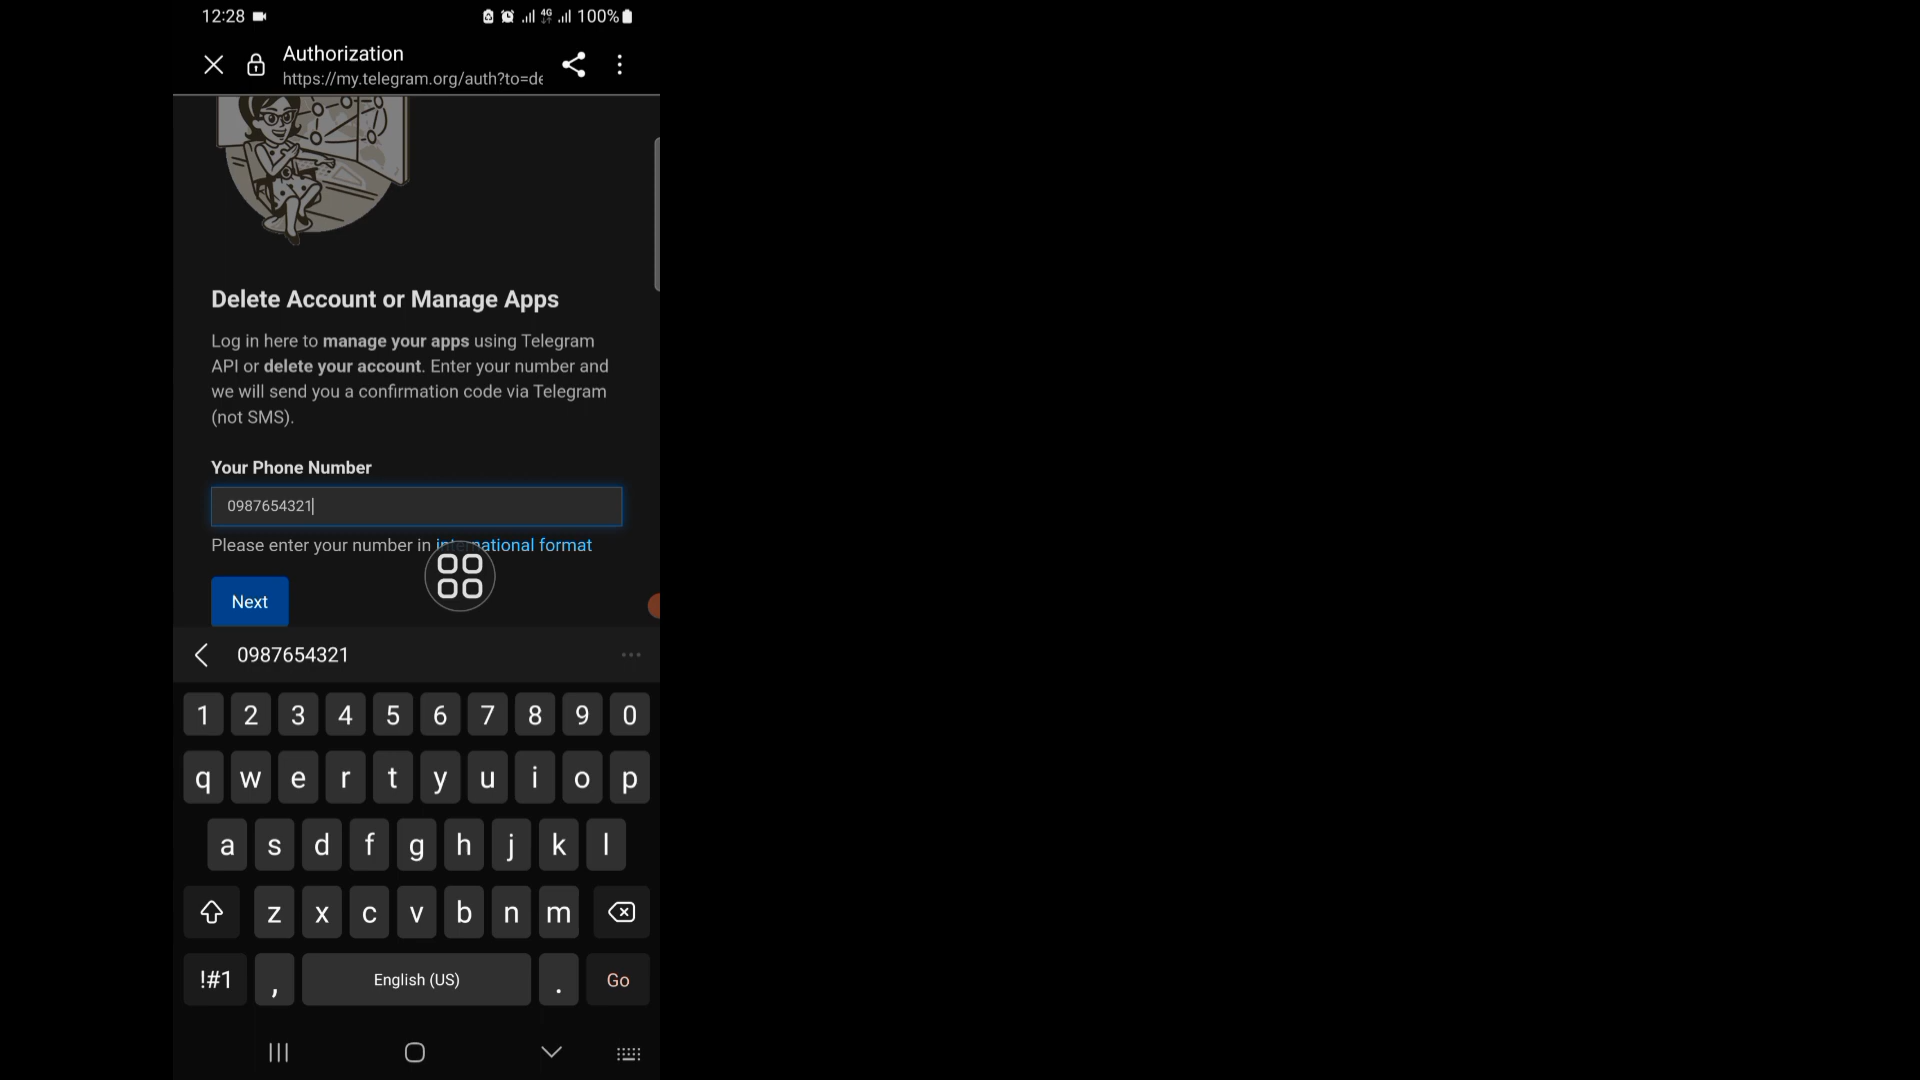 12:28 4G 100%
Authorization
https://my.telegram.org/auth?to=de
Delete Account or Manage Apps
Log in here to manage your apps using Telegram
API or delete your account. Enter your number and
we will send you a confirmation code via Telegram
(not SMS).
Your Phone Number
0987654321
Please enter your number in international format
Next
0987654321
1 2 3 4 5 6 7 8 9 0
q w e r t y u i o p
a s d f g h j k l
z x c v b n m
!#1 , English (US) . Go